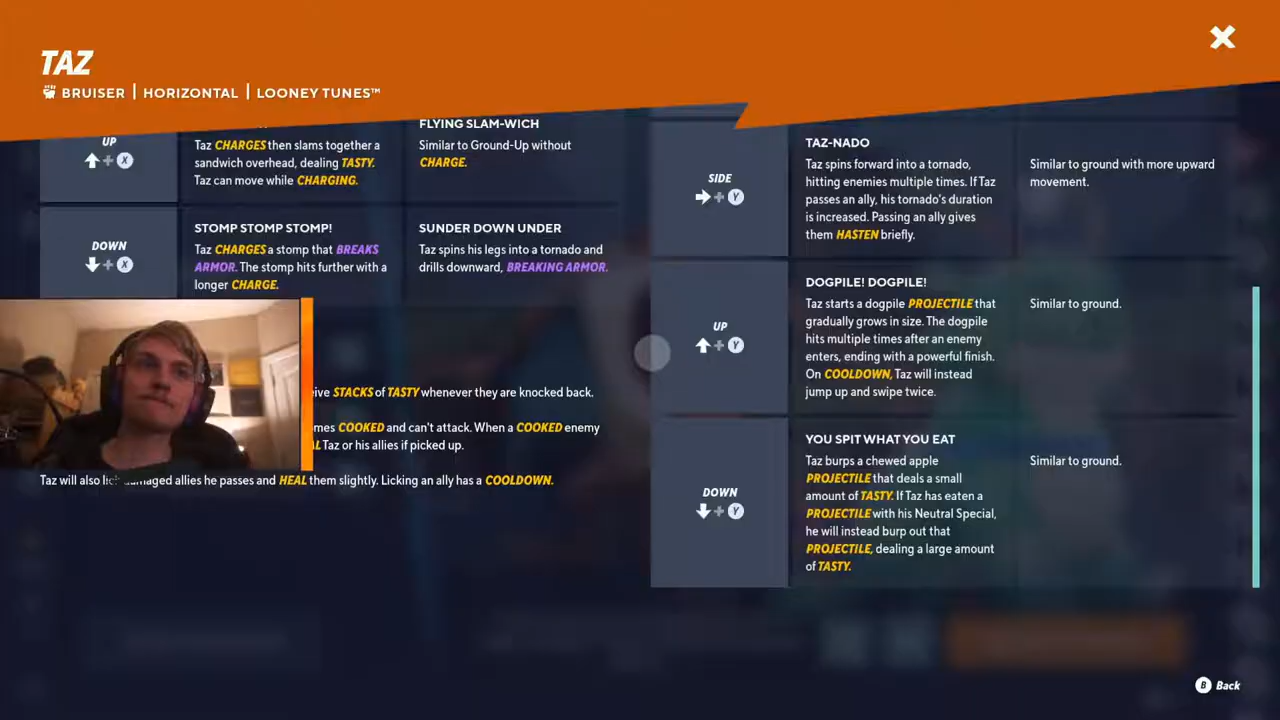 TAZ
BRUISER | HORIZONTAL | LOONEY TUNES™
UP
+ X
Taz CHARGES then slams together a
sandwich overhead, dealing TASTY.
Taz can move while CHARGING.
FLYING SLAM-WICH
Similar to Ground-Up without
CHARGE.
DOWN
+ X
STOMP STOMP STOMP!
Taz CHARGES a stomp that BREAKS
ARMOR. The stomp hits further with a
longer CHARGE.
SUNDER DOWN UNDER
Taz spins his legs into a tornado and
drills downward, BREAKING ARMOR.
STACKS of TASTY whenever they are knocked back.
COOKED and can't attack. When a COOKED enemy
Taz or his allies if picked up.
Taz will also damaged allies he passes and HEAL them slightly. Licking an ally has a COOLDOWN.
SIDE
+ Y
TAZ-NADO
Taz spins forward into a tornado,
hitting enemies multiple times. If Taz
passes an ally, his tornado's duration
is increased. Passing an ally gives
them HASTEN briefly.
Similar to ground with more upward
movement.
UP
+ Y
DOGPILE! DOGPILE!
Taz starts a dogpile PROJECTILE that
gradually grows in size. The dogpile
hits multiple times after an enemy
enters, ending with a powerful finish.
On COOLDOWN, Taz will instead
jump up and swipe twice.
Similar to ground.
DOWN
+ Y
YOU SPIT WHAT YOU EAT
Taz burps a chewed apple
PROJECTILE that deals a small
amount of TASTY. If Taz has eaten a
PROJECTILE with his Neutral Special,
he will instead burp out that
PROJECTILE, dealing a large amount
of TASTY.
Similar to ground.
B Back